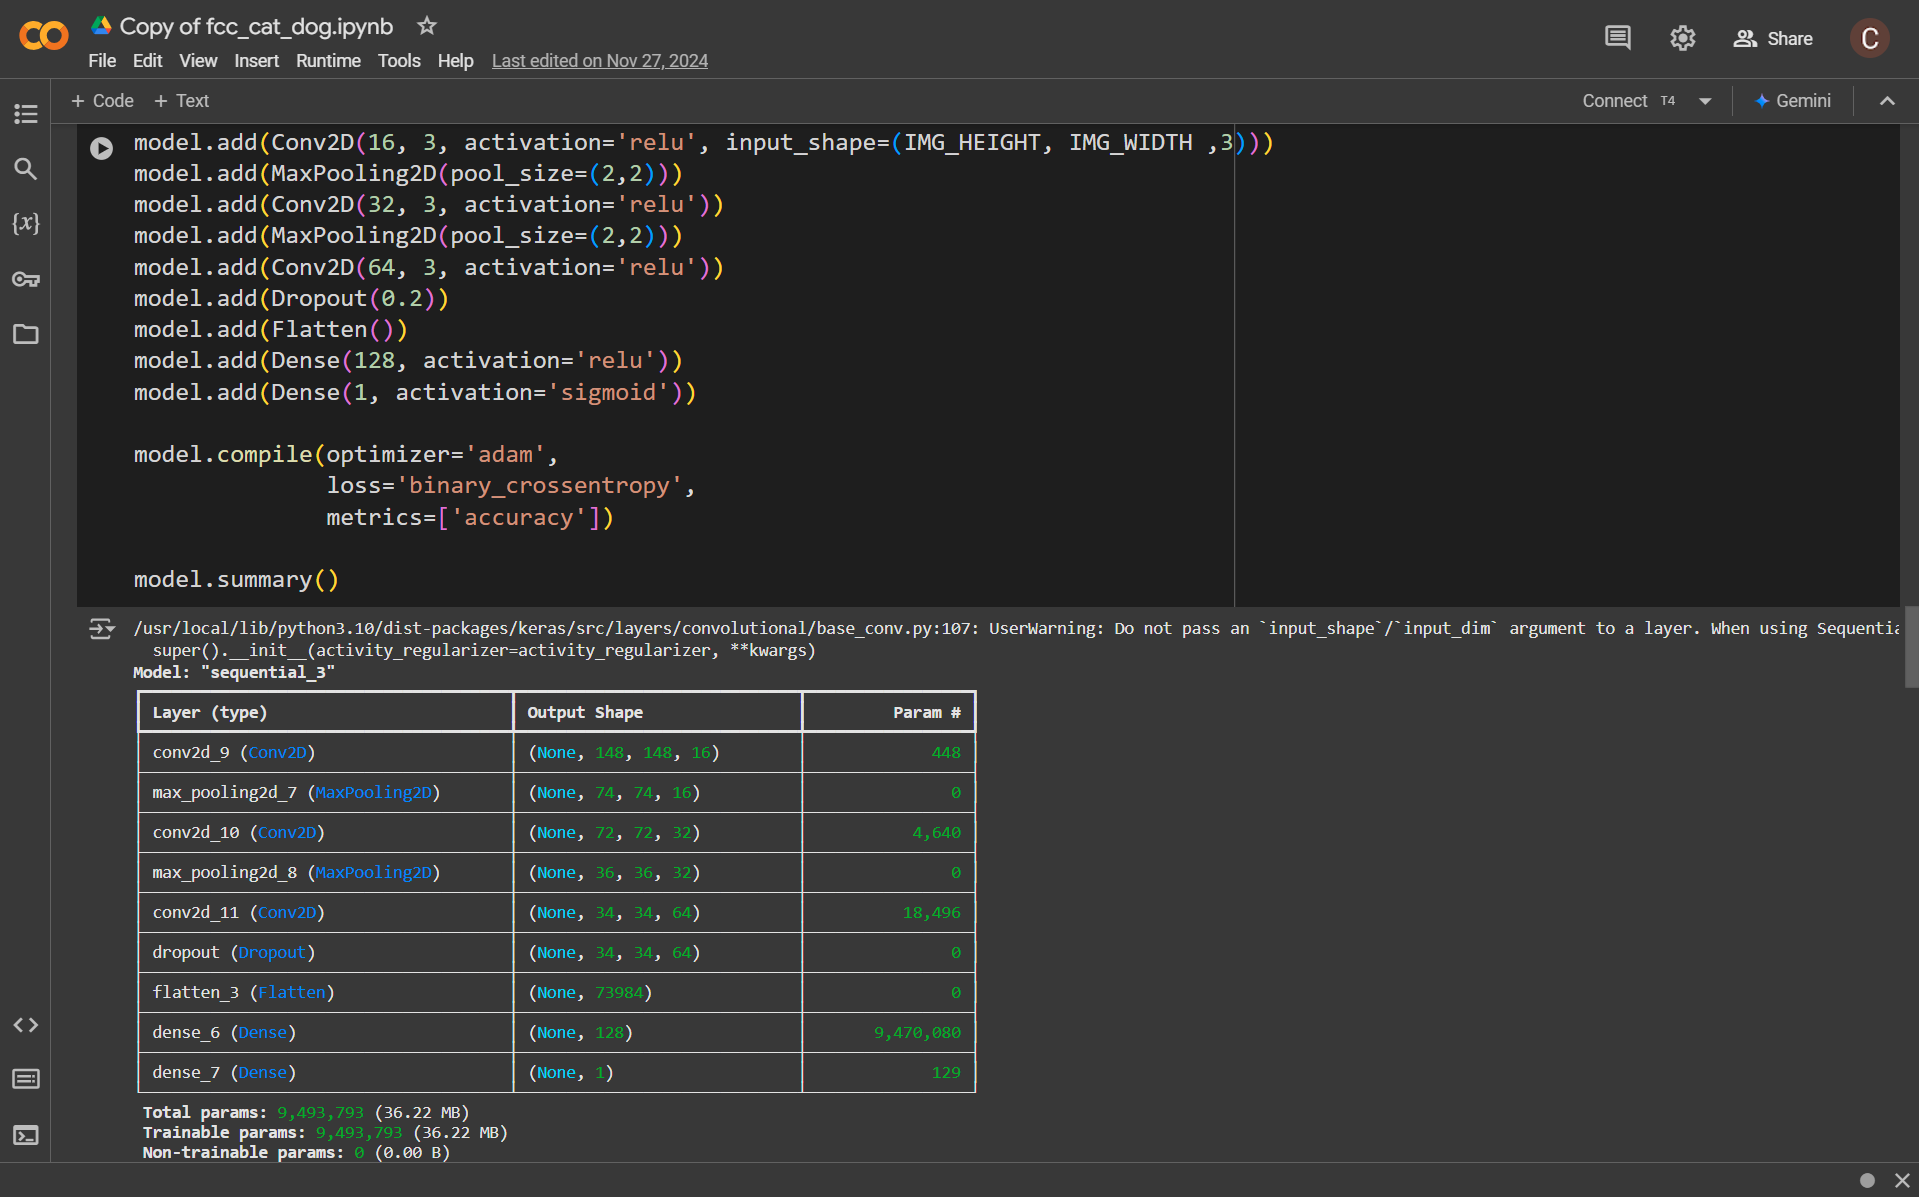 Copy of fcc_cat_dog.ipynb
File Edit View Insert Runtime Tools Help Last edited on Nov 27, 2024
Share
C
+ Code + Text
Connect T4
Gemini
model.add(Conv2D(16, 3, activation='relu', input_shape=(IMG_HEIGHT, IMG_WIDTH ,3)))
model.add(MaxPooling2D(pool_size=(2,2)))
model.add(Conv2D(32, 3, activation='relu'))
model.add(MaxPooling2D(pool_size=(2,2)))
model.add(Conv2D(64, 3, activation='relu'))
model.add(Dropout(0.2))
model.add(Flatten())
model.add(Dense(128, activation='relu'))
model.add(Dense(1, activation='sigmoid'))
model.compile(optimizer='adam',
loss='binary_crossentropy',
metrics=['accuracy'])
model.summary()
/usr/local/lib/python3.10/dist-packages/keras/src/layers/convolutional/base_conv.py:107: UserWarning: Do not pass an `input_shape`/`input_dim` argument to a layer. When using Sequentia
super().__init__(activity_regularizer=activity_regularizer, **kwargs)
Model: "sequential_3"
Layer (type) Output Shape Param #
conv2d_9 (Conv2D) (None, 148, 148, 16) 448
max_pooling2d_7 (MaxPooling2D) (None, 74, 74, 16) 0
conv2d_10 (Conv2D) (None, 72, 72, 32) 4,640
max_pooling2d_8 (MaxPooling2D) (None, 36, 36, 32) 0
conv2d_11 (Conv2D) (None, 34, 34, 64) 18,496
dropout (Dropout) (None, 34, 34, 64) 0
flatten_3 (Flatten) (None, 73984) 0
dense_6 (Dense) (None, 128) 9,470,080
dense_7 (Dense) (None, 1) 129
Total params: 9,493,793 (36.22 MB)
Trainable params: 9,493,793 (36.22 MB)
Non-trainable params: 0 (0.00 B)